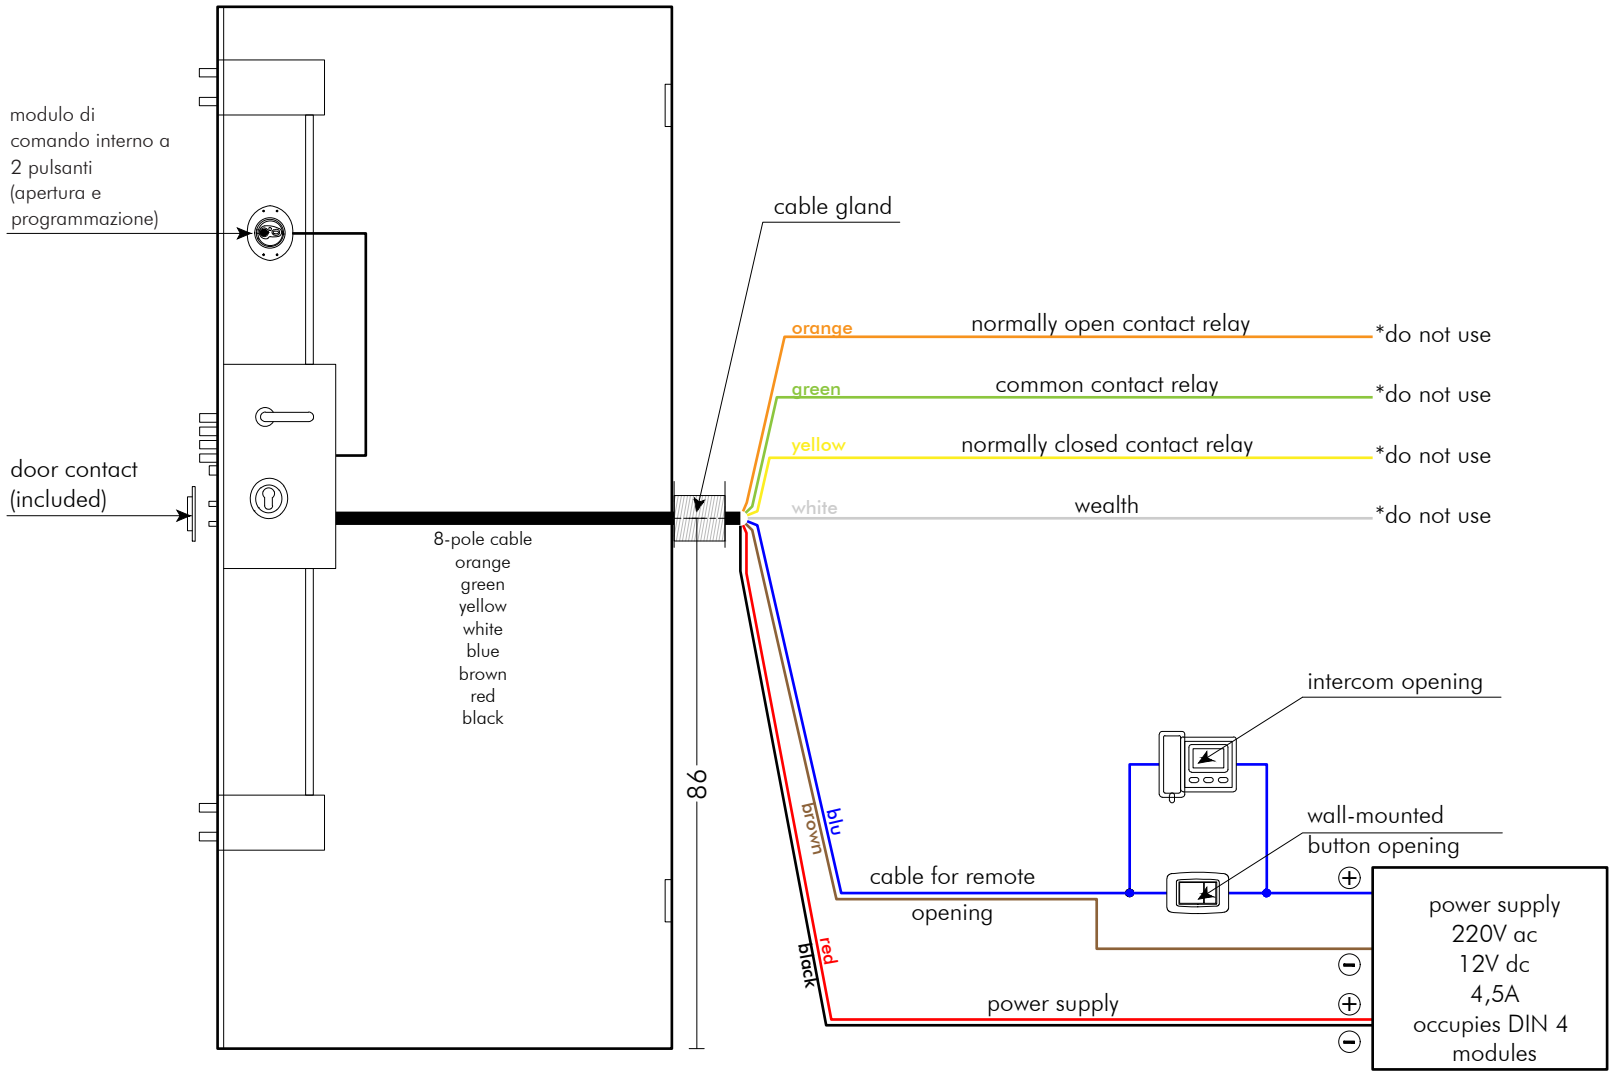 modulo di
comando interno a
2 pulsanti
(apertura e
programmazione)
door contact
(included)
8-pole cable
orange
green
yellow
white
blue
brown
red
black
cable gland
86
orange
normally open contact relay
*do not use
green
common contact relay
*do not use
yellow
normally closed contact relay
*do not use
white
wealth
*do not use
blu
brown
red
black
intercom opening
wall-mounted
button opening
cable for remote
opening
power supply
+
-
+
-
power supply
220V ac
12V dc
4,5A
occupies DIN 4
modules